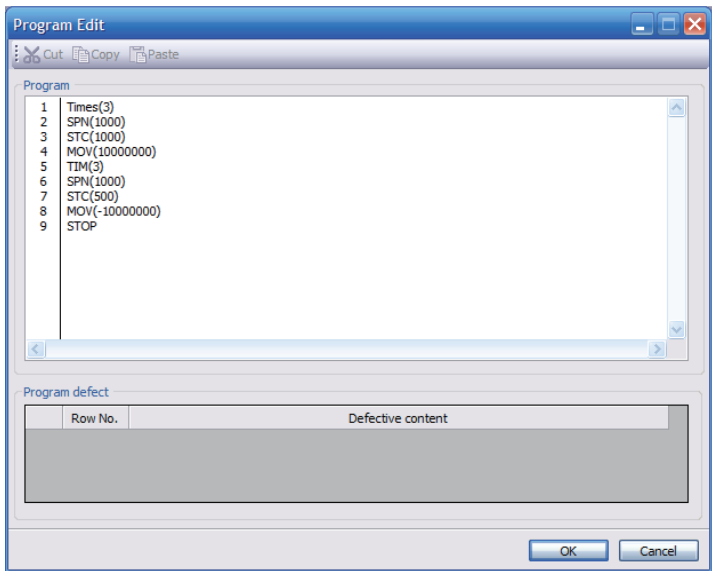 Program Edit
Cut Copy Paste
Program
1 Times(3)
2 SPN(1000)
3 STC(1000)
4 MOV(10000000)
5 TIM(3)
6 SPN(1000)
7 STC(500)
8 MOV(-10000000)
9 STOP
Program defect
Row No. Defective content
OK Cancel